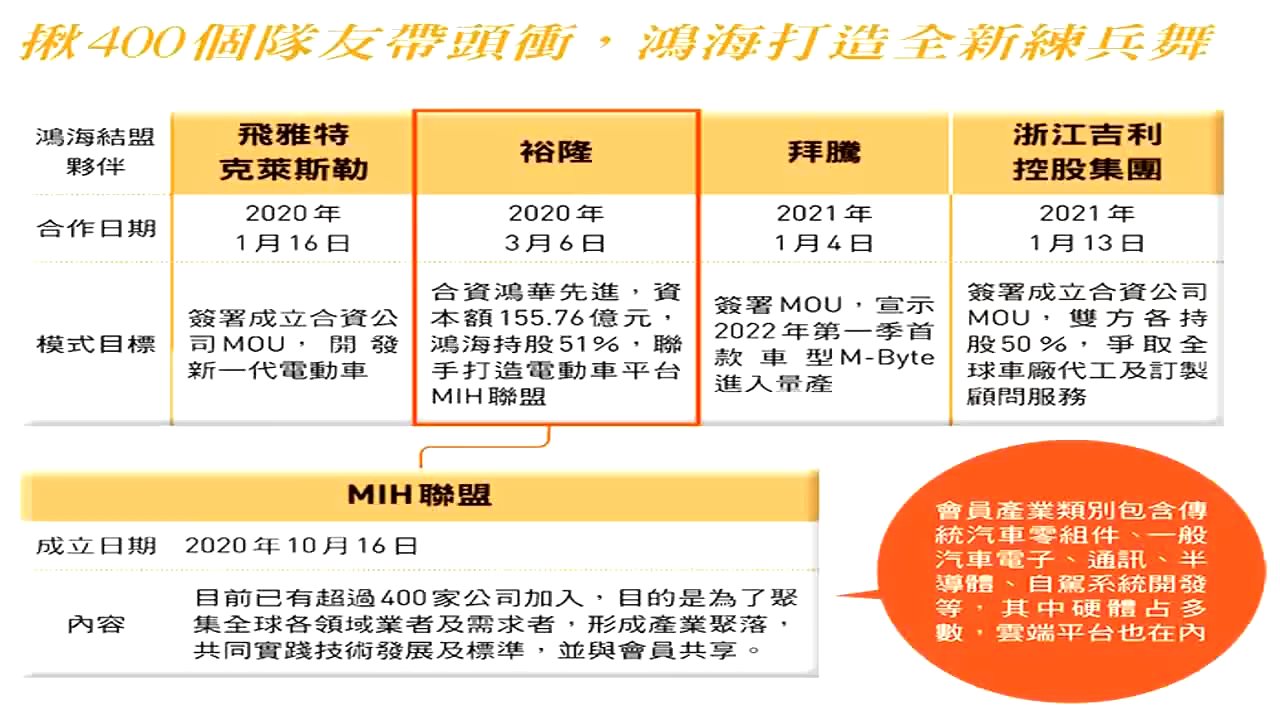 揪400個隊友帶頭衝，鴻海打造全新練兵舞
鴻海結盟
夥伴
飛雅特
克萊斯勒
裕隆
拜騰
浙江吉利
控股集團
合作日期
2020年
1月16日
2020年
3月6日
2021年
1月4日
2021年
1月13日
模式目標
簽署成立合資公
司MOU，開發
新一代電動車
合資鴻華先進，資
本額155.76億元，
鴻海持股51%，聯
手打造電動車平台
MIH聯盟
簽署MOU，宣示
2022年第一季首
款車型M-Byte
進入量產
簽署成立合資公司
MOU，雙方各持
股50%，爭取全
球車廠代工及訂製
顧問服務
MIH聯盟
成立日期
2020年10月16日
內容
目前已有超過400家公司加入，目的是為了聚
集全球各領域業者及需求者，形成產業聚落，
共同實踐技術發展及標準，並與會員共享。
會員產業類別包含傳
統汽車零組件、一般
汽車電子、通訊、半
導體、自駕系統開發
等，其中硬體占多
數，雲端平台也在內